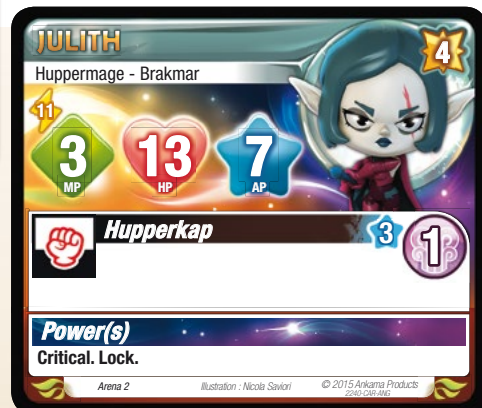 JULITH
4
Huppermage - Brakmar
11
3
MP
13
HP
7
AP
Hupperkap
3
1
Power(s)
Critical. Lock.
Arena 2
Illustration : Nicola Saviori
© 2015 Ankama Products
2240-CAR-ANG